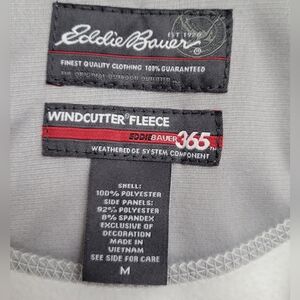 EST 1920
Eddie Bauer®
FINEST QUALITY CLOTHING 100% GUARANTEED
THE ORIGINAL OUTDOOR OUTFITTER
WINDCUTTER® FLEECE
EDDIE BAUER 365™
WEATHEREDGE SYSTEM COMPONENT
SHELL:
100% POLYESTER
SIDE PANELS:
92% POLYESTER
8% SPANDEX
EXCLUSIVE OF
DECORATION
MADE IN
VIETNAM
SEE SIDE FOR CARE
M